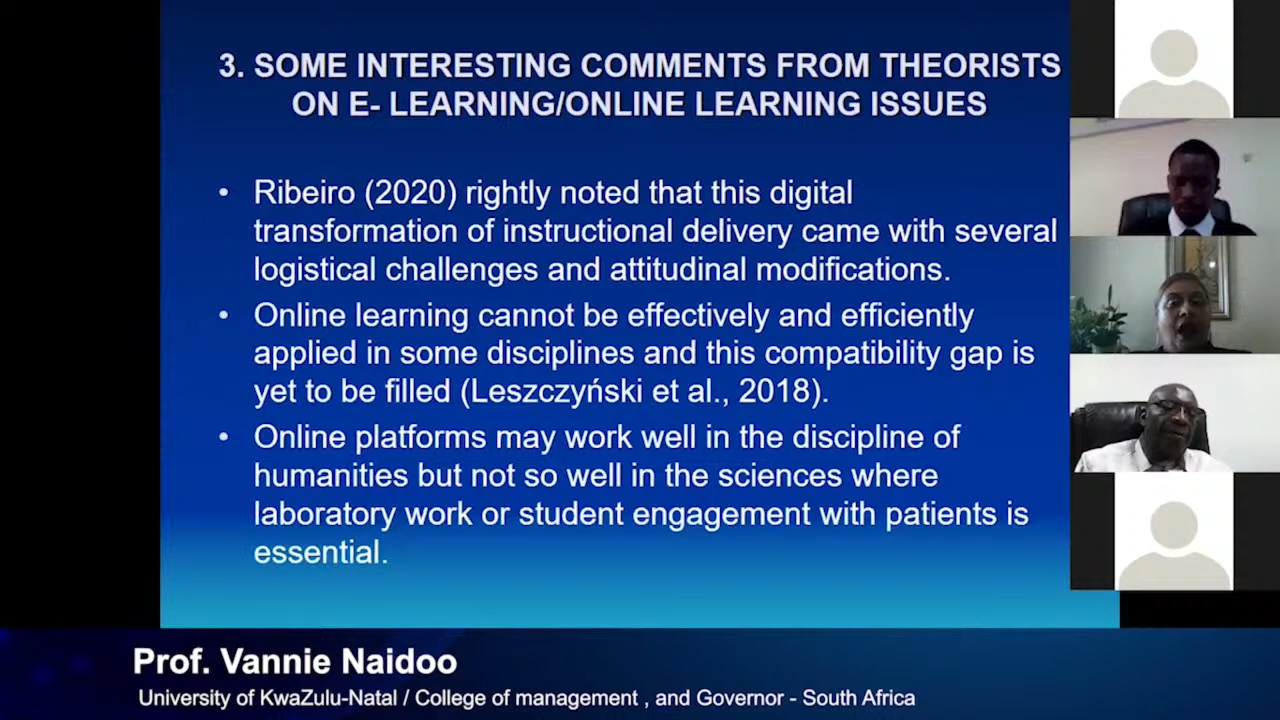 3. SOME INTERESTING COMMENTS FROM THEORISTS
ON E- LEARNING/ONLINE LEARNING ISSUES
• Ribeiro (2020) rightly noted that this digital
transformation of instructional delivery came with several
logistical challenges and attitudinal modifications.
• Online learning cannot be effectively and efficiently
applied in some disciplines and this compatibility gap is
yet to be filled (Leszczyński et al., 2018).
• Online platforms may work well in the discipline of
humanities but not so well in the sciences where
laboratory work or student engagement with patients is
essential.
Prof. Vannie Naidoo
University of KwaZulu-Natal / College of management , and Governor - South Africa